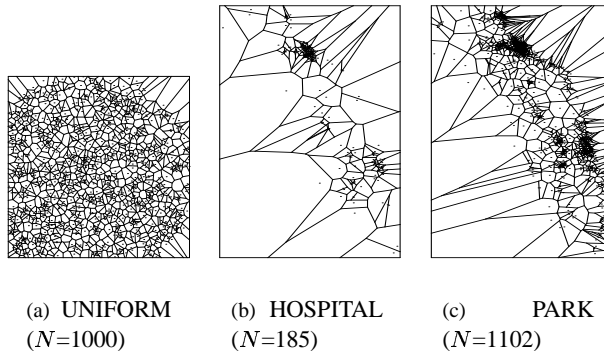 (a) UNIFORM
(N=1000)
(b) HOSPITAL
(N=185)
(c) PARK
(N=1102)